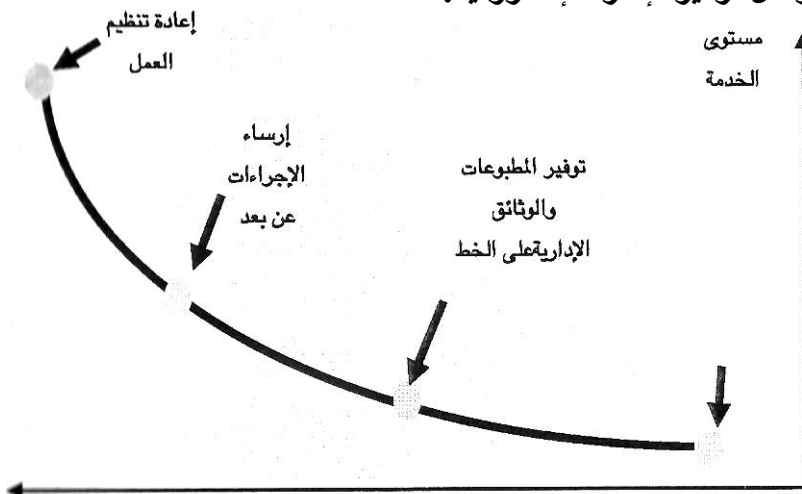 إعادة تنظيم
العمل
مستوى
الخدمة
إرساء
الإجراءات
عن بعد
توفير المطبوعات
والوثائق
الإداريةعلى الخط